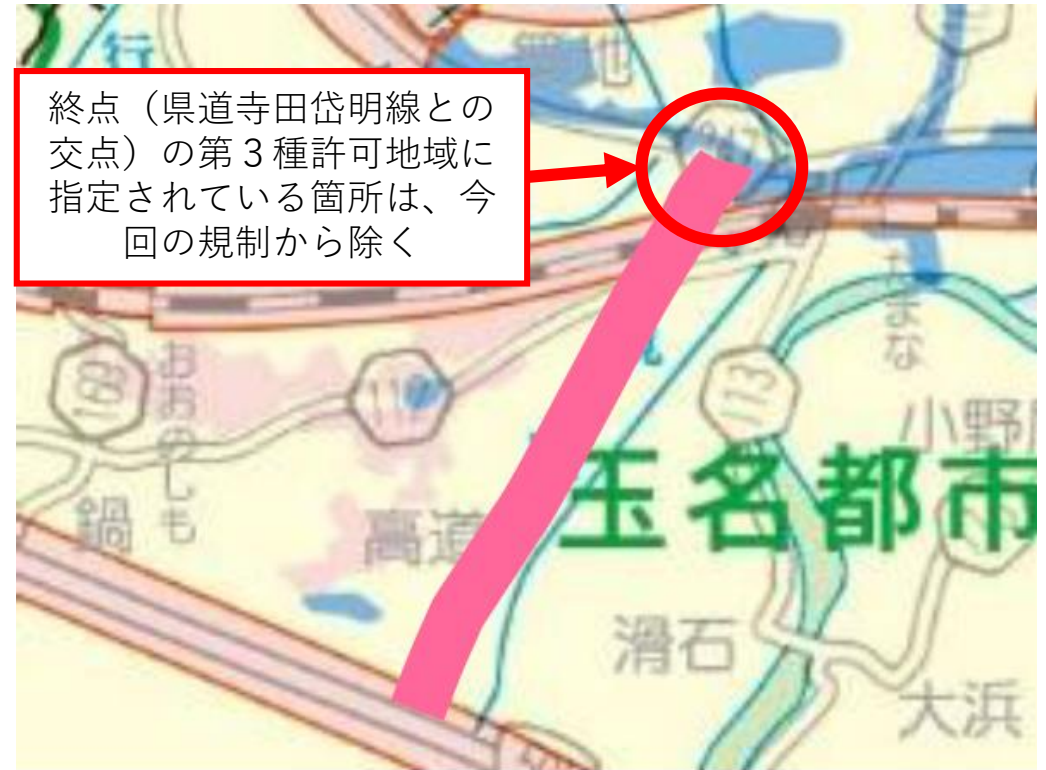 行
終点（県道寺田岱明線との
交点）の第３種許可地域に
指定されている箇所は、今
回の規制から除く
おおのしも
たまな
113
小野
玉名都市
鍋
高道
滑石
大浜